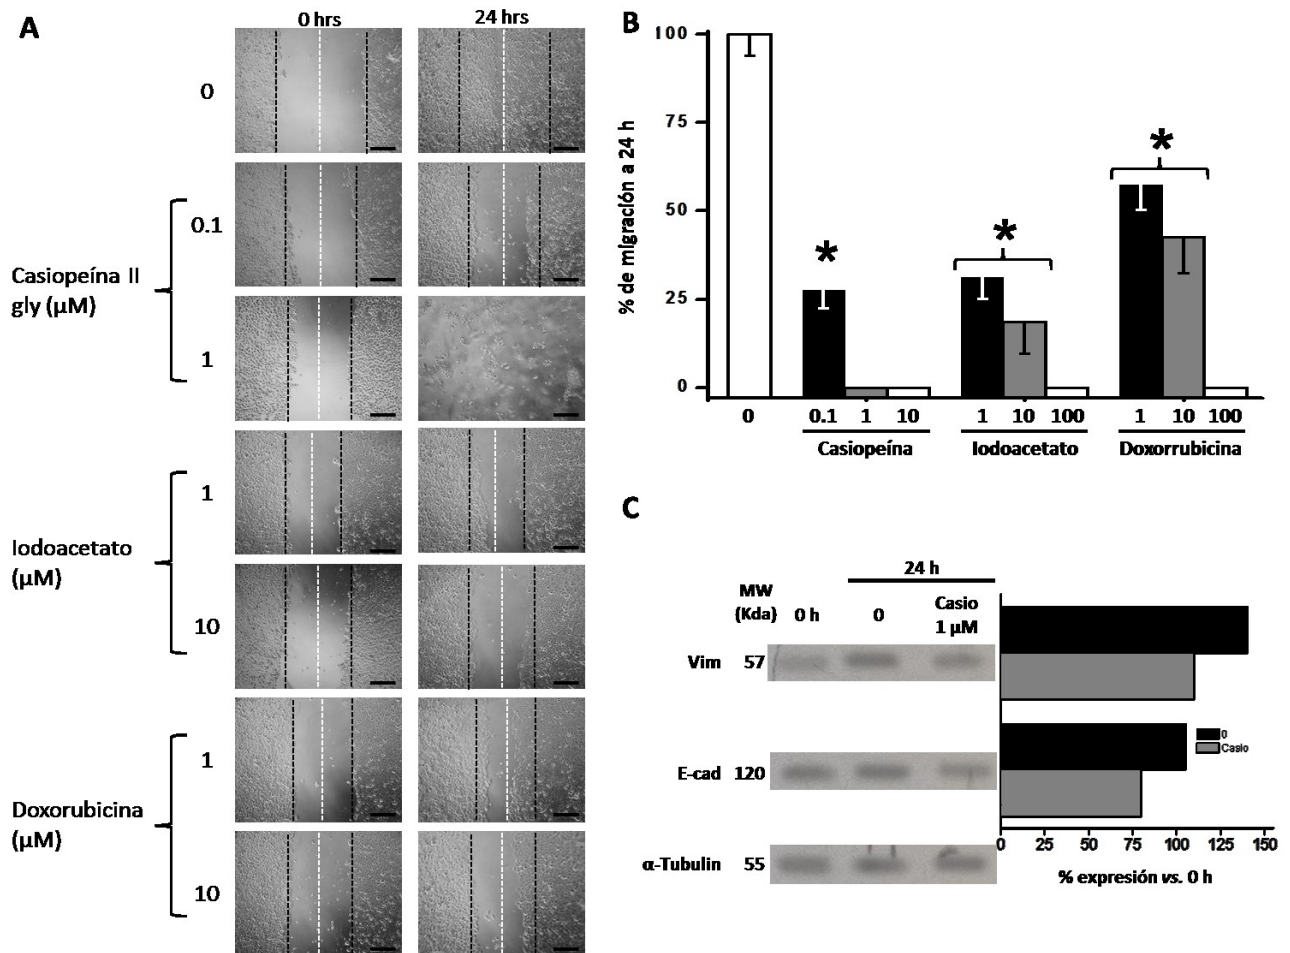 A
0 hrs
24 hrs
0
Casiopeína II
gly (µM)
0.1
1
Iodoacetato
(µM)
1
10
Doxorubicina
(µM)
1
10
B
% de migración a 24 h
100
75
50
25
0
*
*
*
0
0.1 1 10
1 10 100
1 10 100
Casiopeína
Iodoacetato
Doxorrubicina
C
24 h
MW
(Kda)
0 h
0
Casio
1 µM
Vim 57
E-cad 120
α-Tubulin 55
0
Casio
0 25 50 75 100 125 150
% expresión vs. 0 h